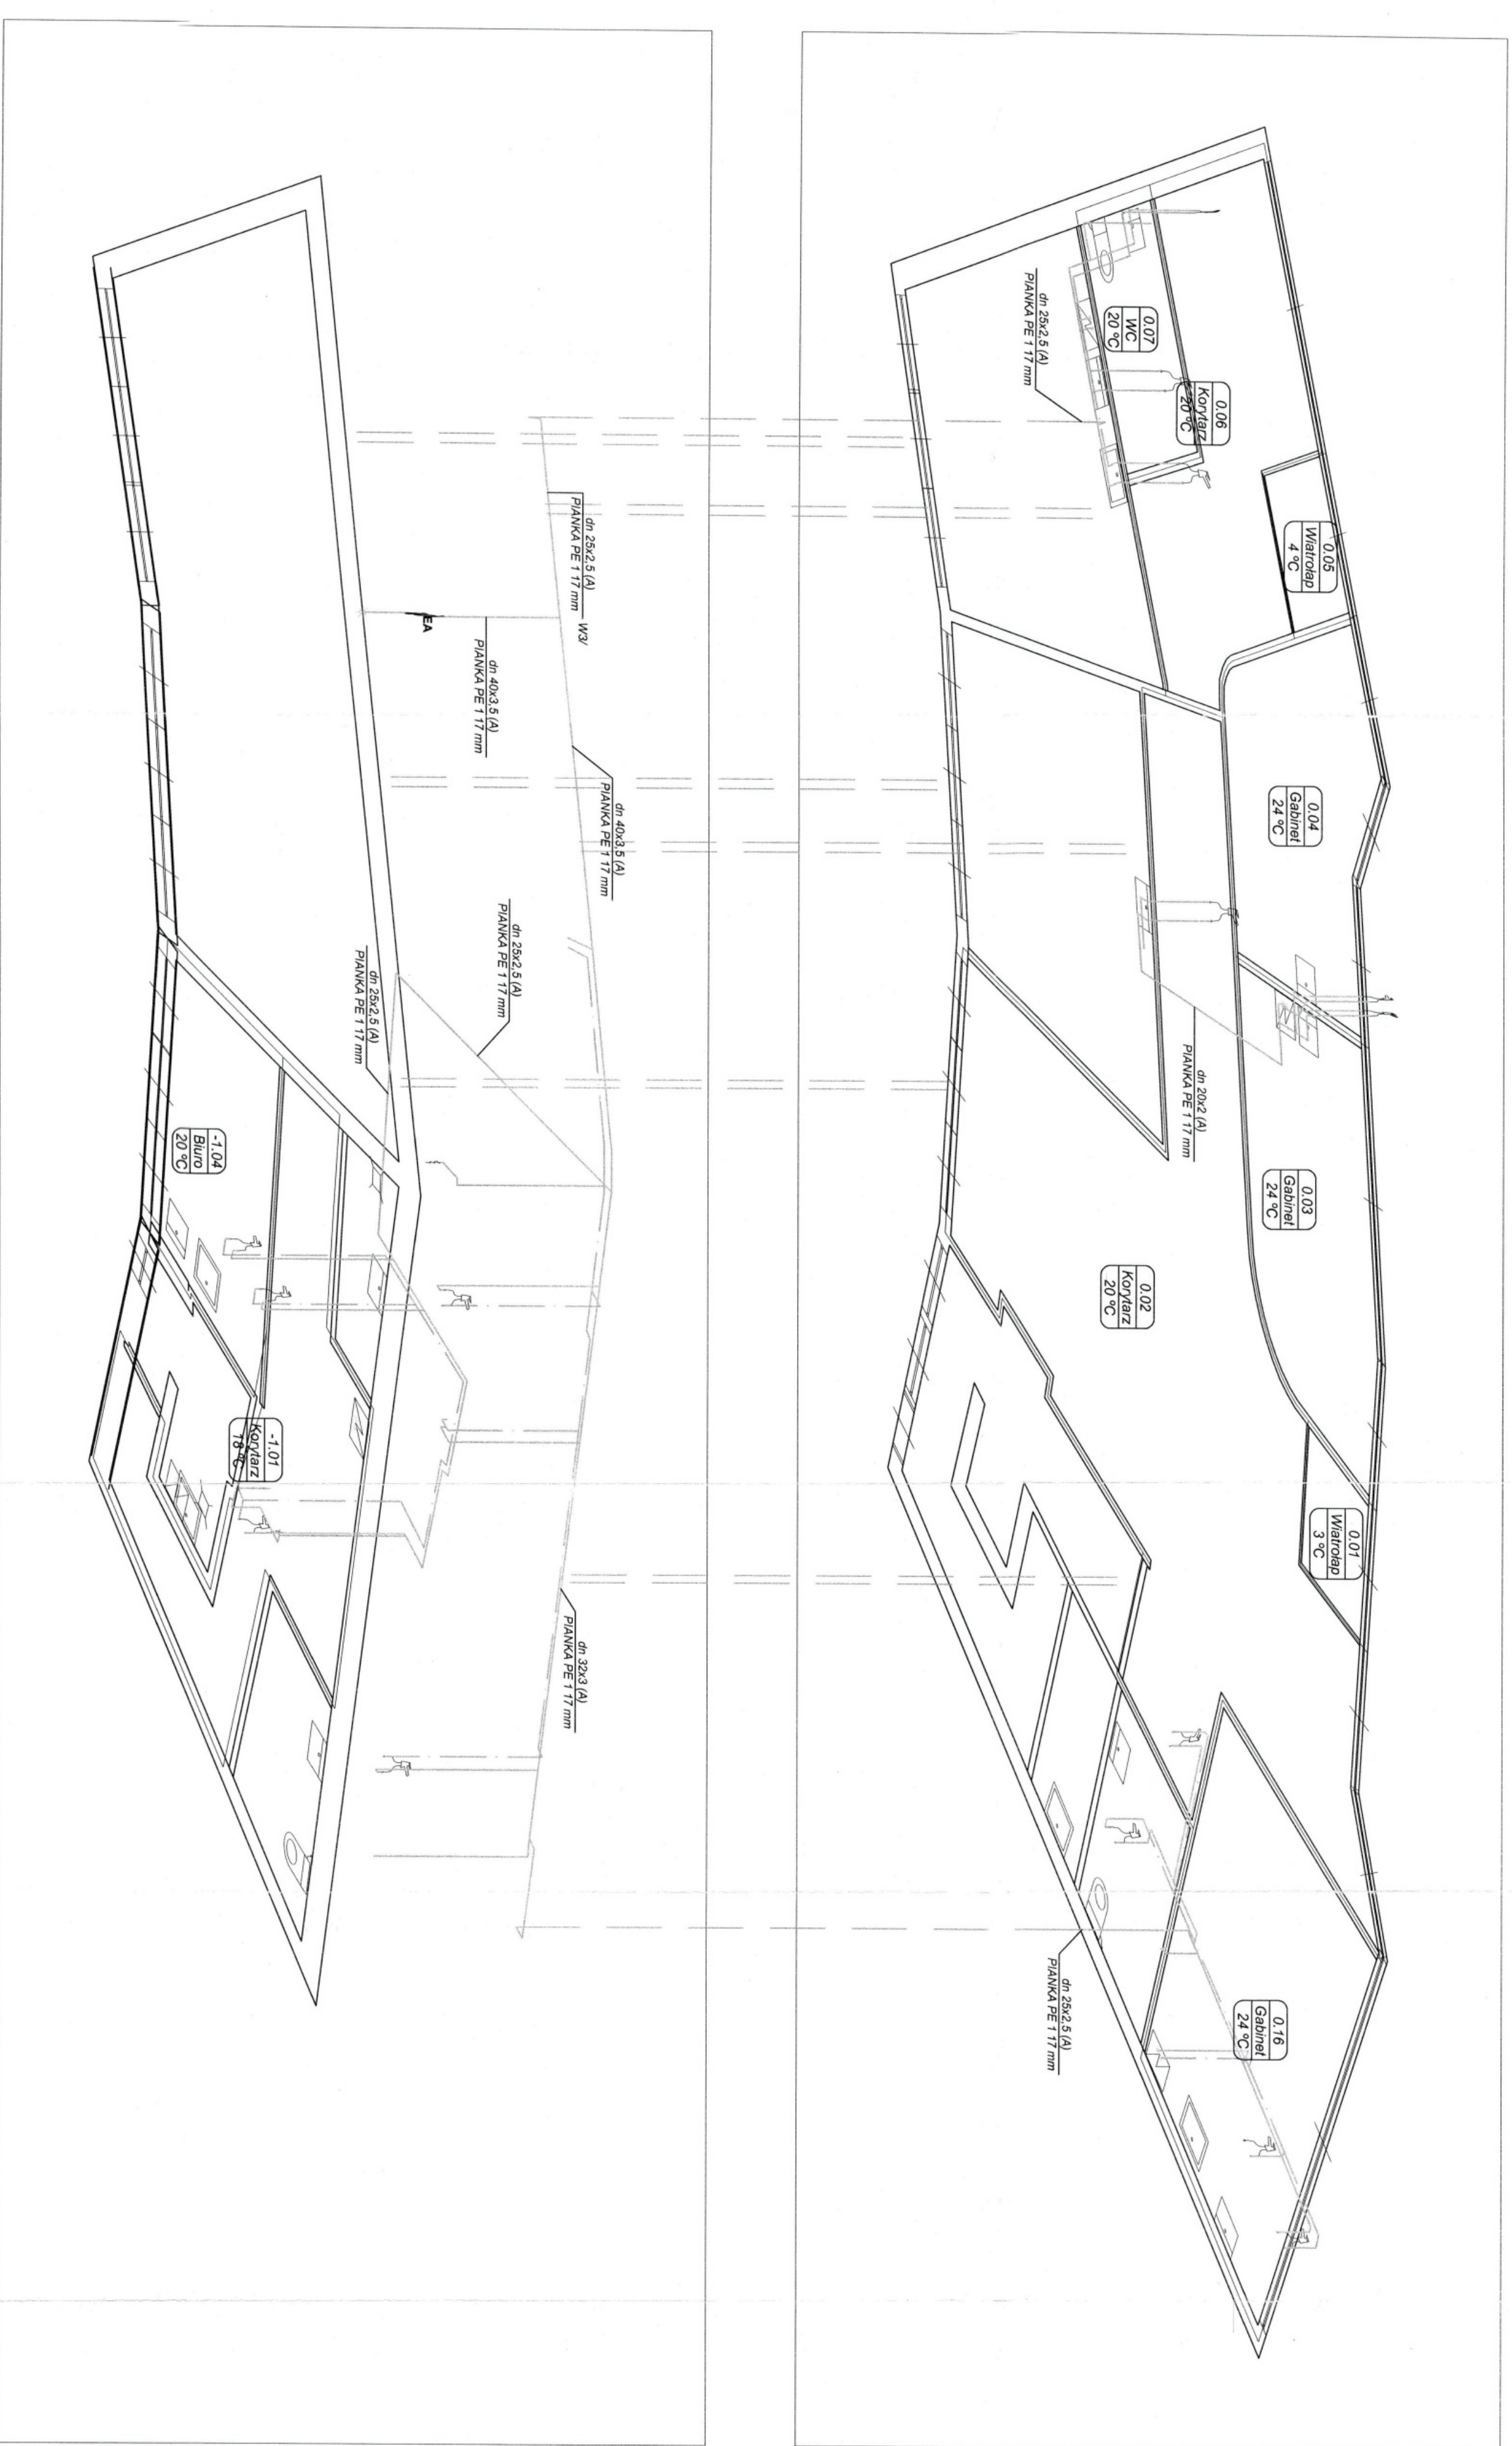 0.07
WC
20 °C
0.06
Korytarz
20 °C
0.05
Wiatrołap
4 °C
0.04
Gabinet
24 °C
0.03
Gabinet
24 °C
0.02
Korytarz
20 °C
0.01
Wiatrołap
3 °C
0.16
Gabinet
24 °C
dn 25x2,5 (A)
PIANKA PE 1 17 mm
dn 20x2 (A)
PIANKA PE 1 17 mm
dn 25x2,5 (A)
PIANKA PE 1 17 mm
dn 25x2,5 (A)
PIANKA PE 1 17 mm
W3/
EA
dn 40x3,5 (A)
PIANKA PE 1 17 mm
dn 40x3,5 (A)
PIANKA PE 1 17 mm
dn 25x2,5 (A)
PIANKA PE 1 17 mm
dn 25x2,5 (A)
PIANKA PE 1 17 mm
dn 32x3 (A)
PIANKA PE 1 17 mm
-1.04
Biuro
20 °C
-1.01
Korytarz
18 °C